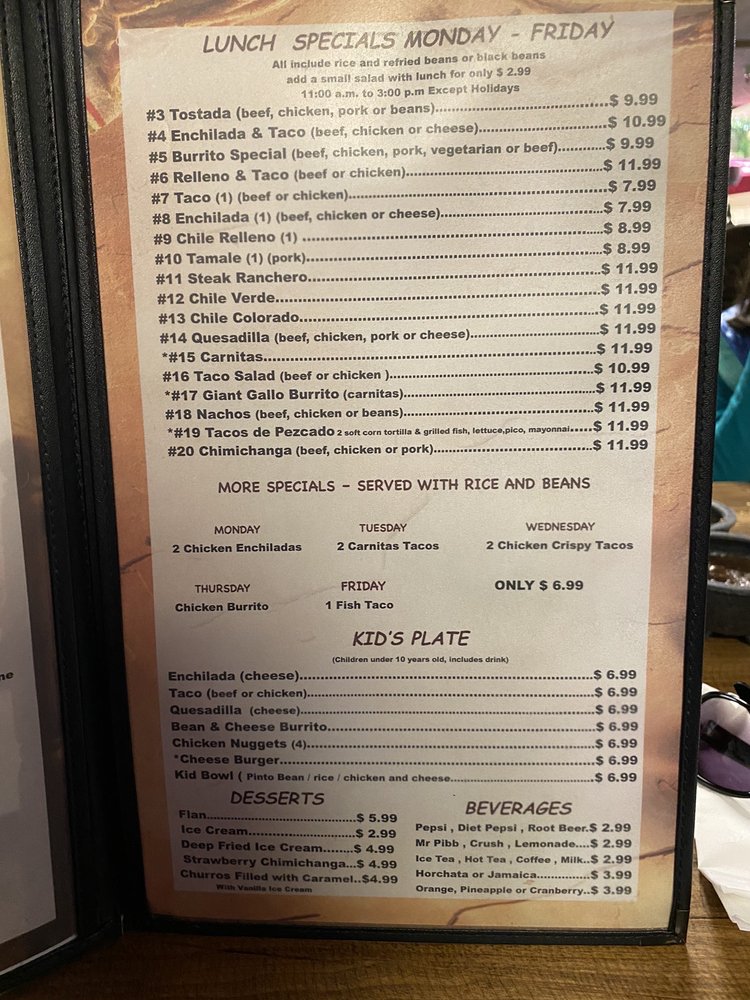 LUNCH SPECIALS MONDAY - FRIDAY
All include rice and refried beans or black beans
add a small salad with lunch for only $ 2.99
11:00 a.m. to 3:00 p.m Except Holidays
#3 Tostada (beef, chicken, pork or beans)...........................................$ 9.99
#4 Enchilada & Taco (beef, chicken or cheese)................................$ 10.99
#5 Burrito Special (beef, chicken, pork, vegetarian or beef)...........$ 9.99
#6 Relleno & Taco (beef or chicken)..................................................$ 11.99
#7 Taco (1) (beef or chicken)................................................................$ 7.99
#8 Enchilada (1) (beef, chicken or cheese)........................................$ 7.99
#9 Chile Relleno (1) ............................................................................$ 8.99
#10 Tamale (1) (pork)...........................................................................$ 8.99
#11 Steak Ranchero.............................................................................$ 11.99
#12 Chile Verde....................................................................................$ 11.99
#13 Chile Colorado..............................................................................$ 11.99
#14 Quesadilla (beef, chicken, pork or cheese)................................$ 11.99
*#15 Carnitas........................................................................................$ 11.99
#16 Taco Salad (beef or chicken )....................................................$ 10.99
*#17 Giant Gallo Burrito (carnitas)..................................................$ 11.99
#18 Nachos (beef, chicken or beans)................................................$ 11.99
*#19 Tacos de Pezcado 2 soft corn tortilla & grilled fish, lettuce,pico, mayonnai.....$ 11.99
#20 Chimichanga (beef, chicken or pork)........................................$ 11.99
MORE SPECIALS - SERVED WITH RICE AND BEANS
MONDAY TUESDAY WEDNESDAY
2 Chicken Enchiladas 2 Carnitas Tacos 2 Chicken Crispy Tacos
THURSDAY FRIDAY ONLY $ 6.99
Chicken Burrito 1 Fish Taco
KID'S PLATE
(Children under 10 years old, includes drink)
Enchilada (cheese)............................................................................$ 6.99
Taco (beef or chicken).......................................................................$ 6.99
Quesadilla (cheese)...........................................................................$ 6.99
Bean & Cheese Burrito.....................................................................$ 6.99
Chicken Nuggets (4)..........................................................................$ 6.99
*Cheese Burger..................................................................................$ 6.99
Kid Bowl ( Pinto Bean / rice / chicken and cheese....................................$ 6.99
DESSERTS
Flan.............................................$ 5.99
Ice Cream...............................$ 2.99
Deep Fried Ice Cream........$ 4.99
Strawberry Chimichanga...$ 4.99
Churros Filled with Caramel..$4.99
With Vanilla Ice Cream
BEVERAGES
Pepsi , Diet Pepsi , Root Beer.$ 2.99
Mr Pibb , Crush , Lemonade....$ 2.99
Ice Tea , Hot Tea , Coffee , Milk..$ 2.99
Horchata or Jamaica...............$ 3.99
Orange, Pineapple or Cranberry..$ 3.99